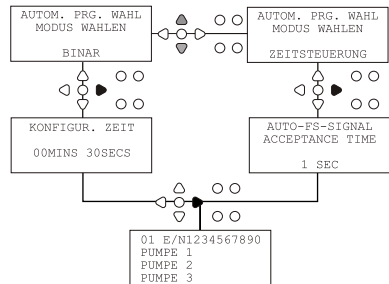 AUTOM. PRG. WAHL
MODUS WAHLEN
BINAR
AUTOM. PRG. WAHL
MODUS WAHLEN
ZEITSTEUERUNG
KONFIGUR. ZEIT
00MINS 30SECS
AUTO-FS-SIGNAL
ACCEPTANCE TIME
1 SEC
01 E/N1234567890
PUMPE 1
PUMPE 2
PUMPE 3